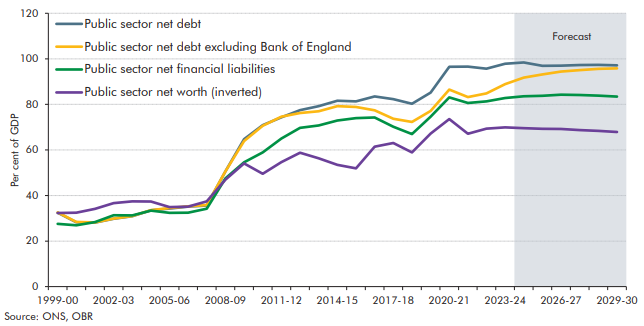 120
100
80
60
40
20
0
Per cent of GDP
Public sector net debt
Public sector net debt excluding Bank of England
Public sector net financial liabilities
Public sector net worth (inverted)
Forecast
1999-00 2002-03 2005-06 2008-09 2011-12 2014-15 2017-18 2020-21 2023-24 2026-27 2029-30
Source: ONS, OBR